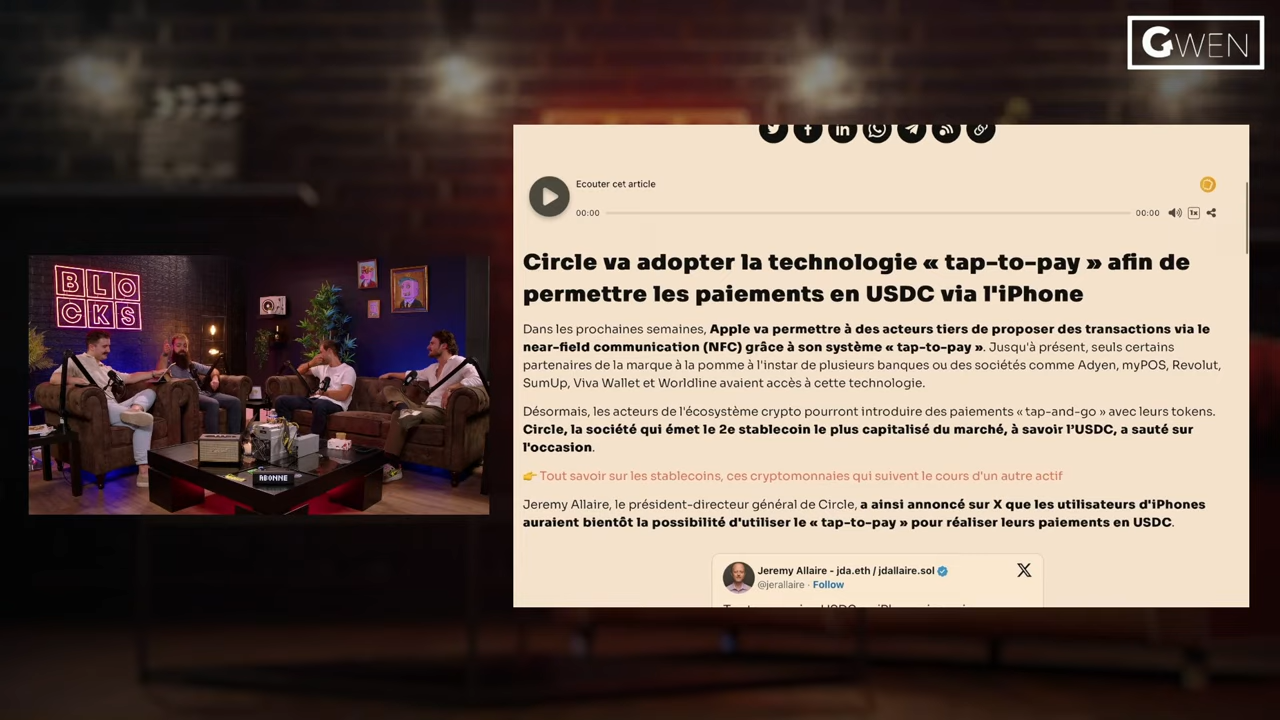 GWEN
BLO
CKS
ABONNE
Ecouter cet article
00:00
00:00
1x
Circle va adopter la technologie « tap-to-pay » afin de
permettre les paiements en USDC via l'iPhone
Dans les prochaines semaines, Apple va permettre à des acteurs tiers de proposer des transactions via le
near-field communication (NFC) grâce à son système « tap-to-pay ». Jusqu'à présent, seuls certains
partenaires de la marque à la pomme à l'instar de plusieurs banques ou des sociétés comme Adyen, myPOS, Revolut,
SumUp, Viva Wallet et Worldline avaient accès à cette technologie.
Désormais, les acteurs de l'écosystème crypto pourront introduire des paiements « tap-and-go » avec leurs tokens.
Circle, la société qui émet le 2e stablecoin le plus capitalisé du marché, à savoir l'USDC, a sauté sur
l'occasion.
👉 Tout savoir sur les stablecoins, ces cryptomonnaies qui suivent le cours d'un autre actif
Jeremy Allaire, le président-directeur général de Circle, a ainsi annoncé sur X que les utilisateurs d'iPhones
auraient bientôt la possibilité d'utiliser le « tap-to-pay » pour réaliser leurs paiements en USDC.
Jeremy Allaire - jda.eth / jdallaire.sol
@jerallaire · Follow